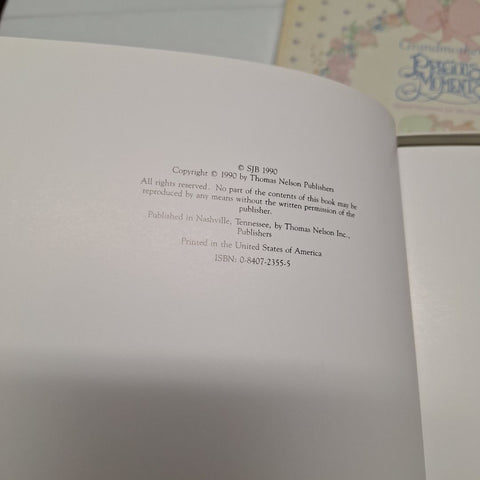 Grandmother's
PRECIOUS
MOMENTS
© SJB 1990
Copyright © 1990 by Thomas Nelson Publishers
All rights reserved. No part of the contents of this book may be
reproduced by any means without the written permission of the
publisher.
Published in Nashville, Tennessee, by Thomas Nelson Inc.,
Publishers
Printed in the United States of America
ISBN: 0-8407-2355-5